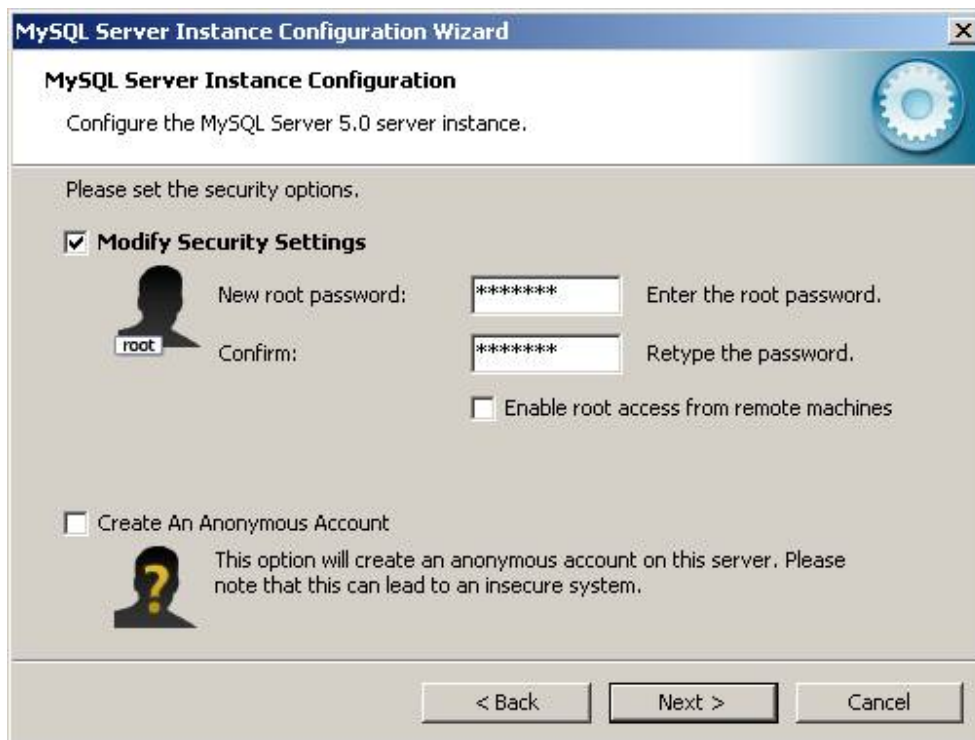 MySQL Server Instance Configuration Wizard
MySQL Server Instance Configuration
Configure the MySQL Server 5.0 server instance.
Please set the security options.
Modify Security Settings
New root password: ******* Enter the root password.
root
Confirm: ******* Retype the password.
Enable root access from remote machines
Create An Anonymous Account
?
This option will create an anonymous account on this server. Please
note that this can lead to an insecure system.
< Back Next > Cancel